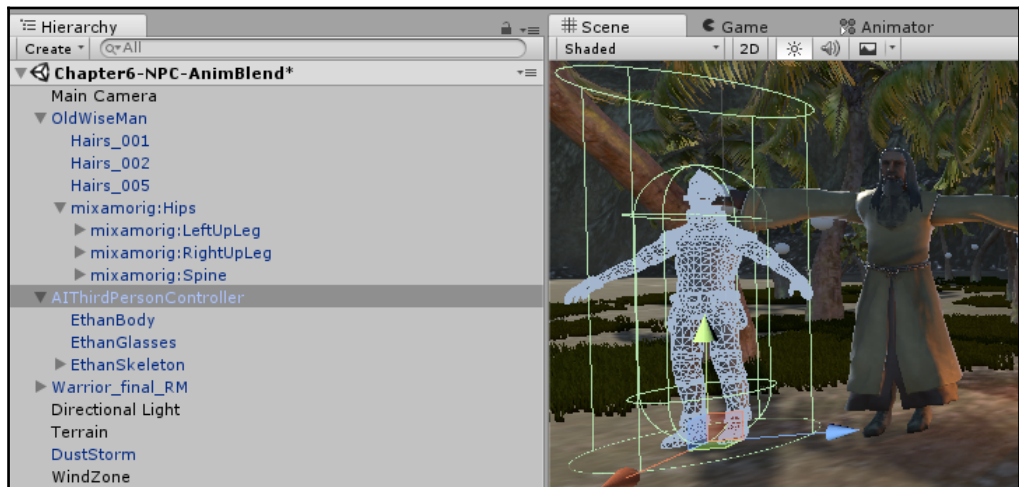 Hierarchy
Create
All
Chapter6-NPC-AnimBlend*
Main Camera
OldWiseMan
Hairs_001
Hairs_002
Hairs_005
mixamorig:Hips
mixamorig:LeftUpLeg
mixamorig:RightUpLeg
mixamorig:Spine
AIThirdPersonController
EthanBody
EthanGlasses
EthanSkeleton
Warrior_final_RM
Directional Light
Terrain
DustStorm
WindZone
Scene Game Animator
Shaded 2D